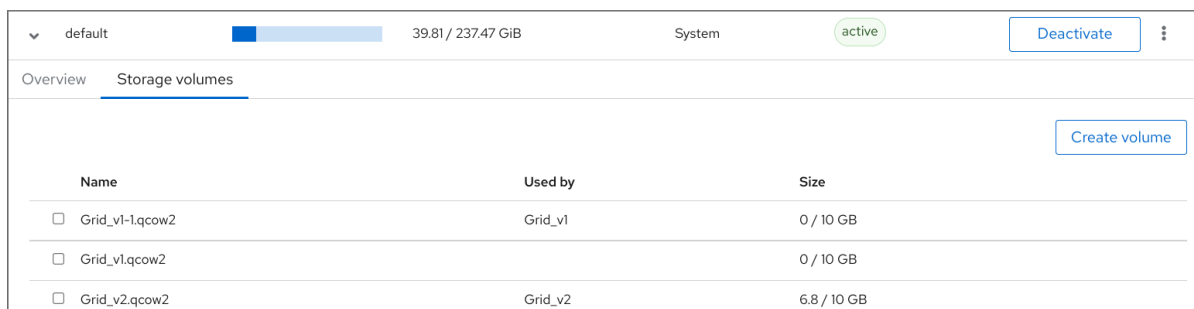 default 39.81 / 237.47 GiB System active Deactivate
Overview Storage volumes
Create volume
Name Used by Size
Grid_v1-1.qcow2 Grid_v1 0 / 10 GB
Grid_v1.qcow2 0 / 10 GB
Grid_v2.qcow2 Grid_v2 6.8 / 10 GB